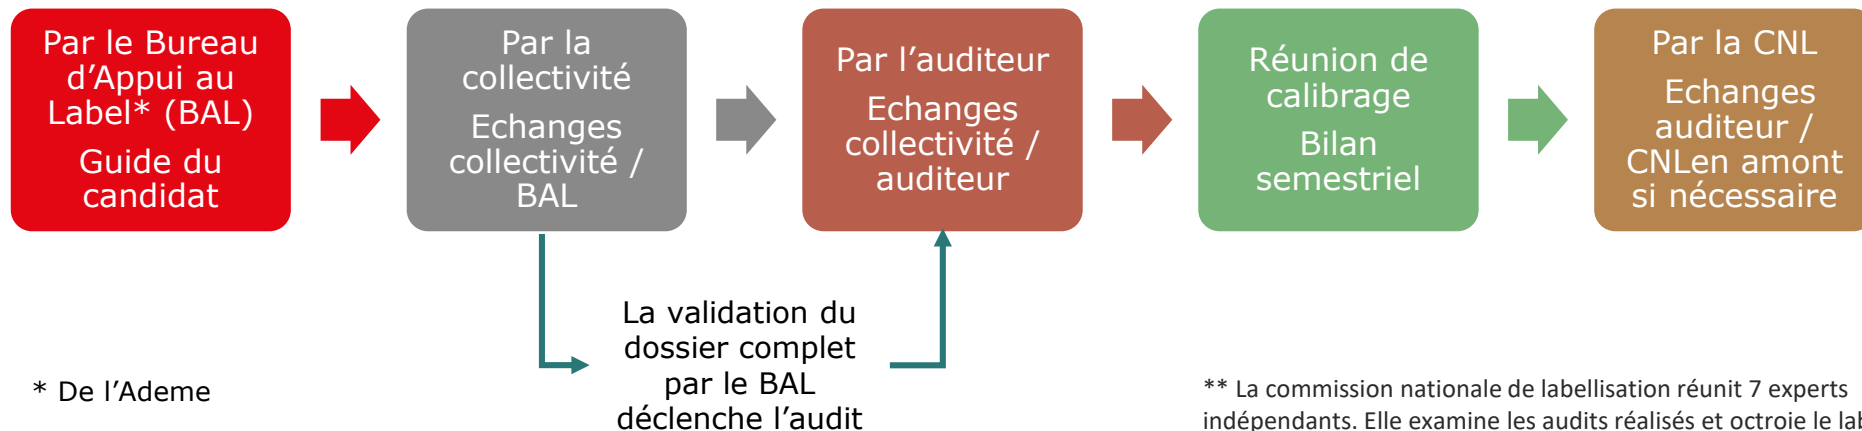 Par le Bureau
d’Appui au
Label* (BAL)
Guide du
candidat
Par la
collectivité
Echanges
collectivité /
BAL
Par l’auditeur
Echanges
collectivité /
auditeur
Réunion de
calibrage
Bilan
semestriel
Par la CNL
Echanges
auditeur /
CNLen amont
si nécessaire
La validation du
dossier complet
par le BAL
déclenche l’audit
* De l’Ademe
** La commission nationale de labellisation réunit 7 experts
indépendants. Elle examine les audits réalisés et octroie le